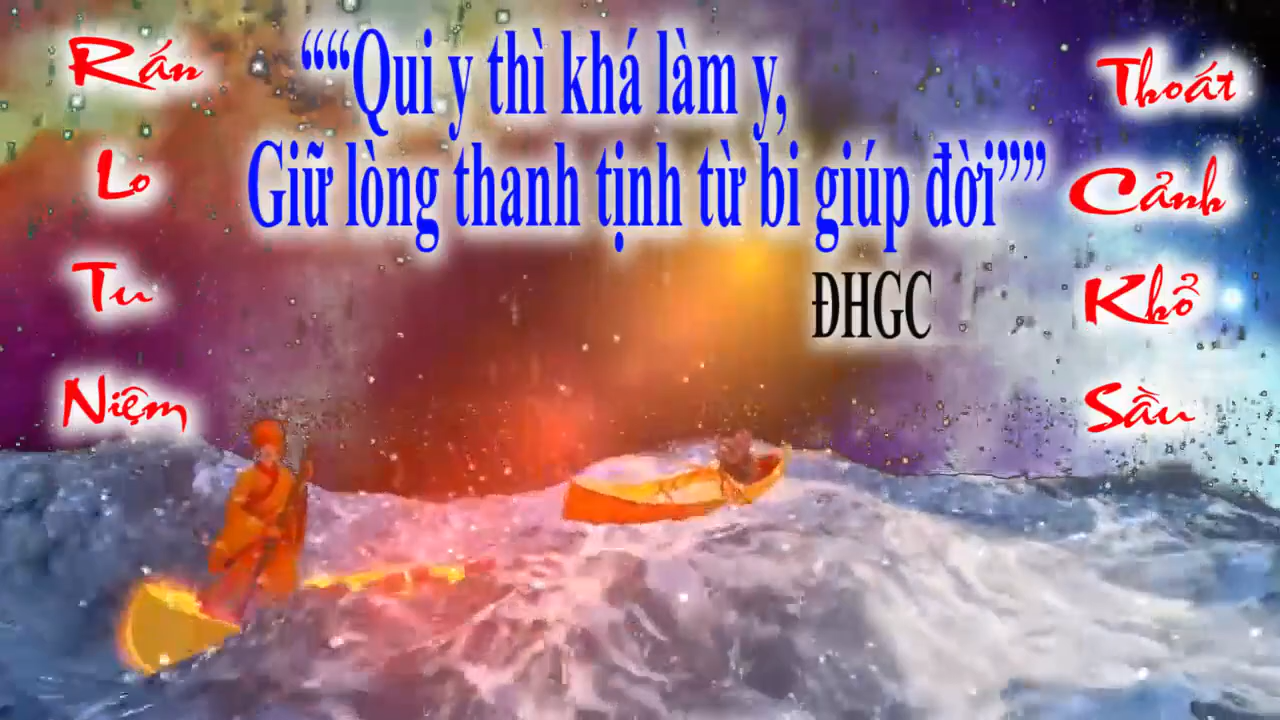 Rấn
Lo
Tu
Niệm
““Qui y thì khá làm y,
Giữ lòng thanh tịnh từ bi giúp đời””
ĐHGC
Thoát
Cảnh
Khổ
Sầu